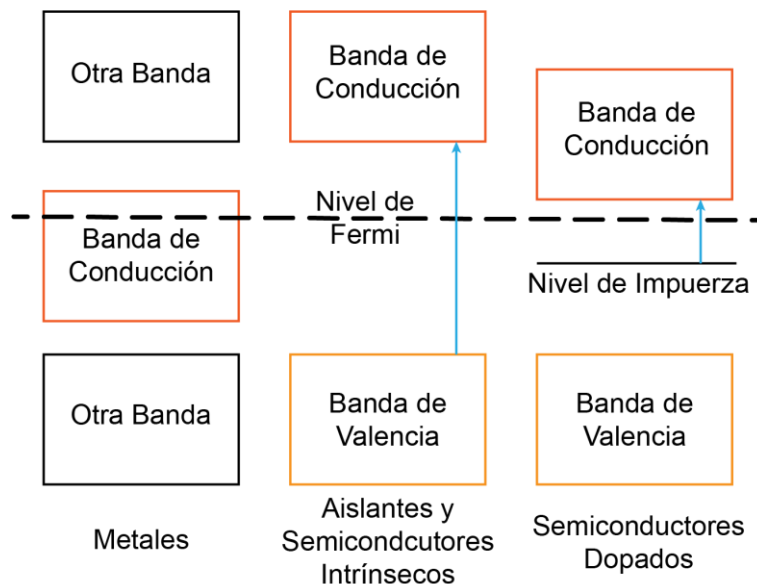 Otra Banda
Banda de
Conducción
Banda de
Conducción
Nivel de
Fermi
Banda de
Conducción
Nivel de Impuerza
Otra Banda
Banda de
Valencia
Banda de
Valencia
Metales
Aislantes y
Semicondcutores
Intrínsecos
Semiconductores
Dopados